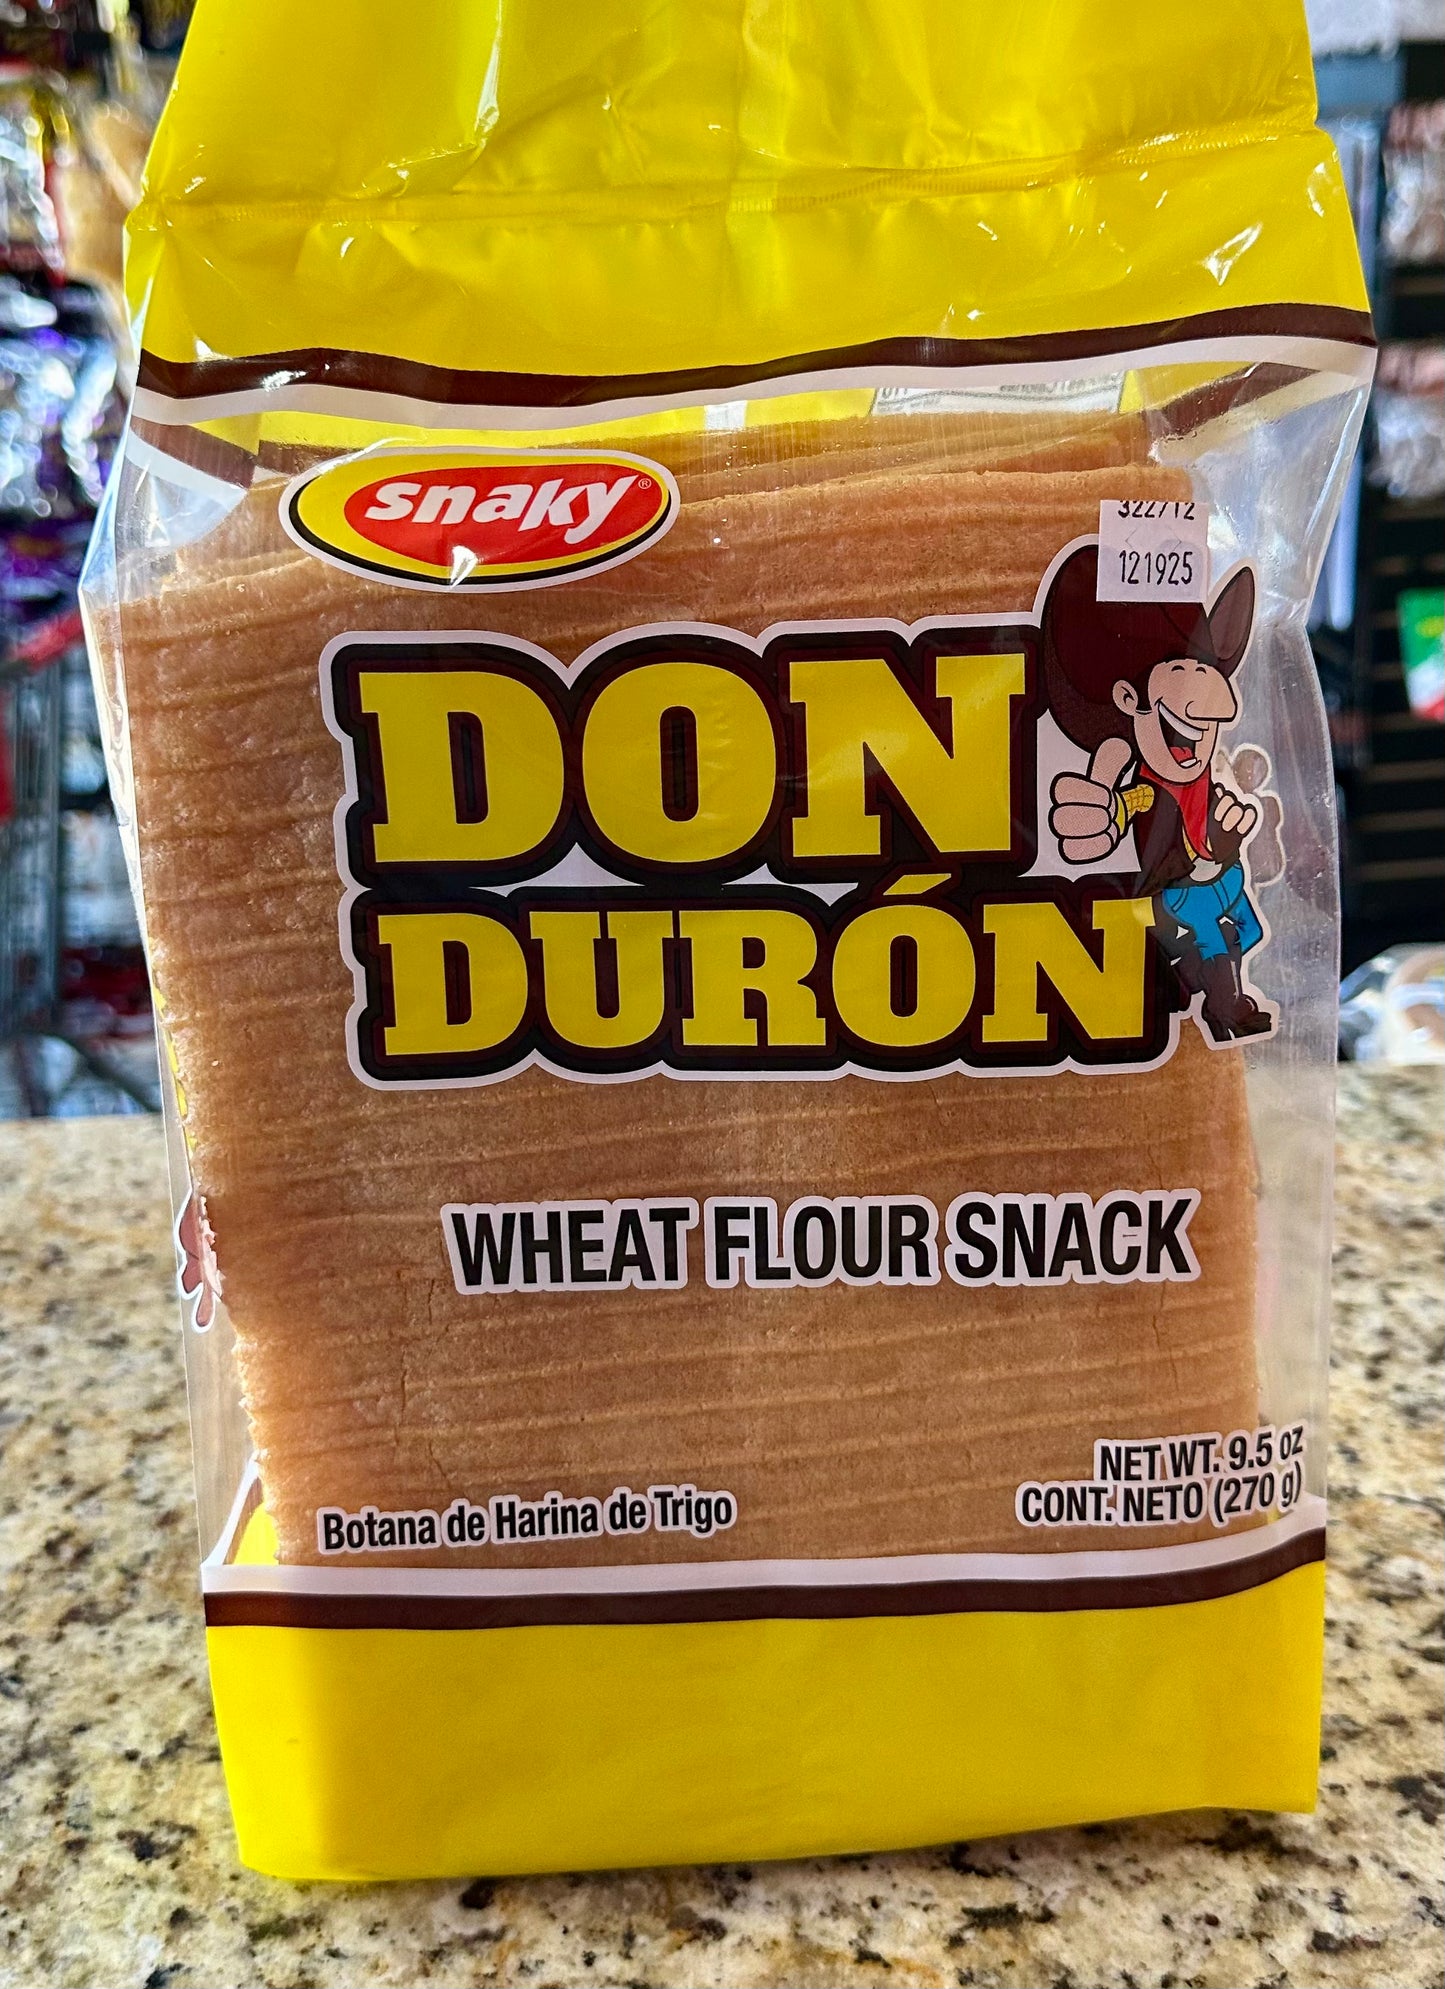 snaky®
322712
121925
DON
DURÓN
WHEAT FLOUR SNACK
NET WT. 9.5 oz
CONT. NETO (270 g)
Botana de Harina de Trigo